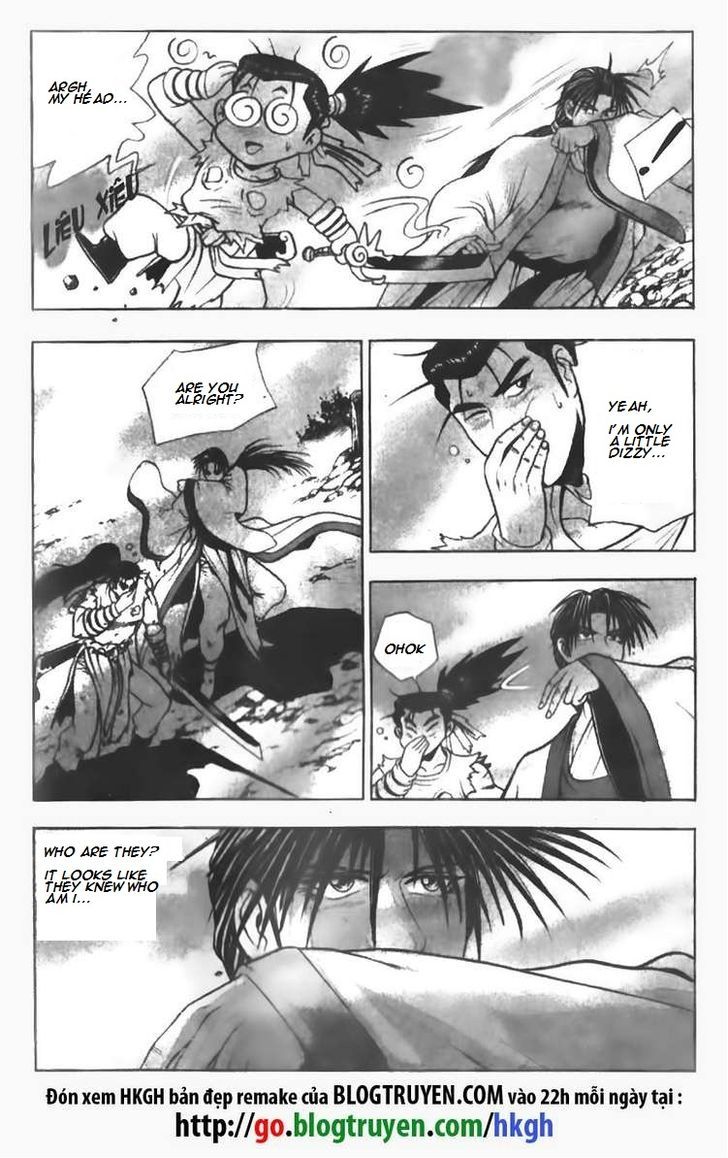 ARGH,
MY HEAD...
LIÊU XIÊU
!
ARE YOU
ALRIGHT?
YEAH,
I'M ONLY
A LITTLE
DIZZY...
OHOK
WHO ARE THEY?
IT LOOKS LIKE
THEY KNEW WHO
AM I...
Đón xem HKGH bản đẹp remake của BLOGTRUYEN.COM vào 22h mỗi ngày tại :
http://go.blogtruyen.com/hkgh